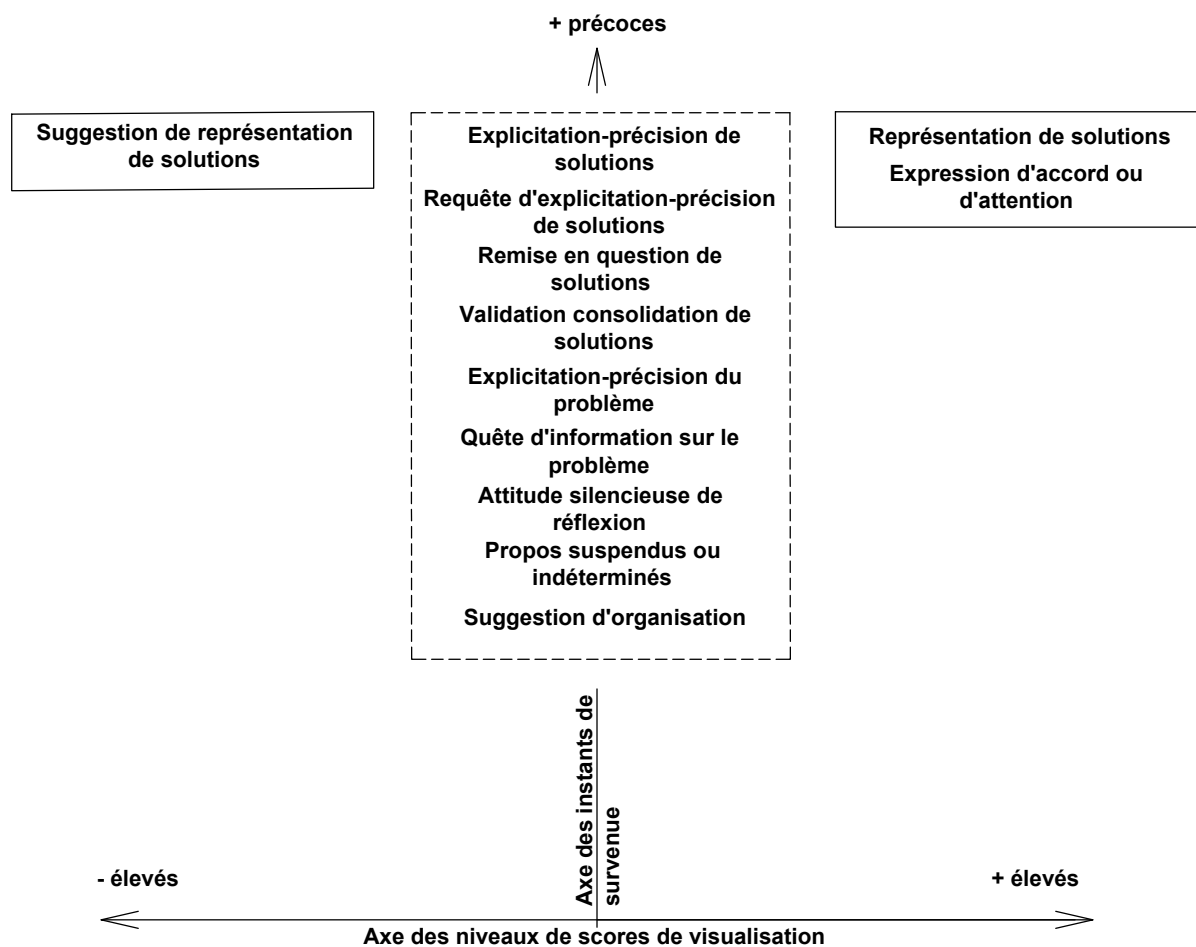 + précoces
Suggestion de représentation
de solutions
Explicitation-précision de
solutions
Requête d'explicitation-précision
de solutions
Remise en question de
solutions
Validation consolidation de
solutions
Explicitation-précision du
problème
Quête d'information sur le
problème
Attitude silencieuse de
réflexion
Propos suspendus ou
indéterminés
Suggestion d'organisation
Représentation de solutions
Expression d'accord ou
d'attention
Axe des instants de
survenue
- élevés
+ élevés
Axe des niveaux de scores de visualisation